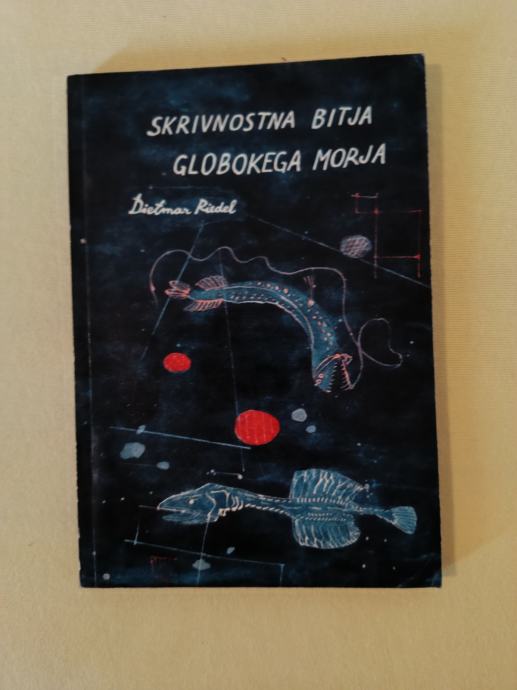 SKRIVNOSTNA BITJA
GLOBOKEGA MORJA
Dietmar Riedel